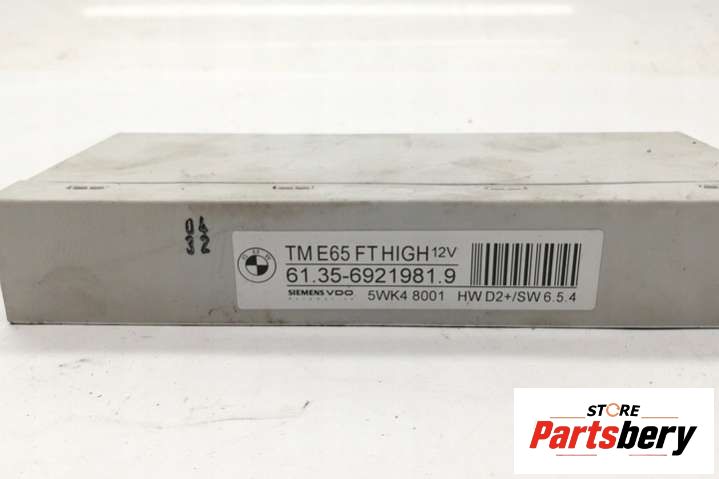 04
32
BMW
TM E65 FT HIGH 12V
61.35-6921981.9
SIEMENS VDO
5WK4 8001 HW D2+/SW 6.5.4
STORE
Partsbery